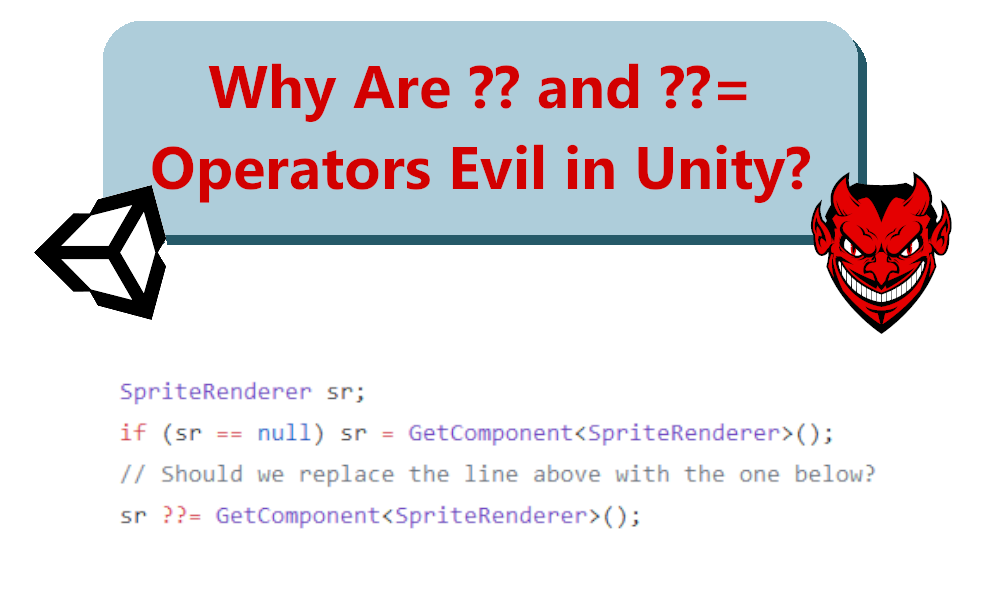 Why Are ?? and ??=
Operators Evil in Unity?
SpriteRenderer sr;
if (sr == null) sr = GetComponent<SpriteRenderer>();
// Should we replace the line above with the one below?
sr ??= GetComponent<SpriteRenderer>();